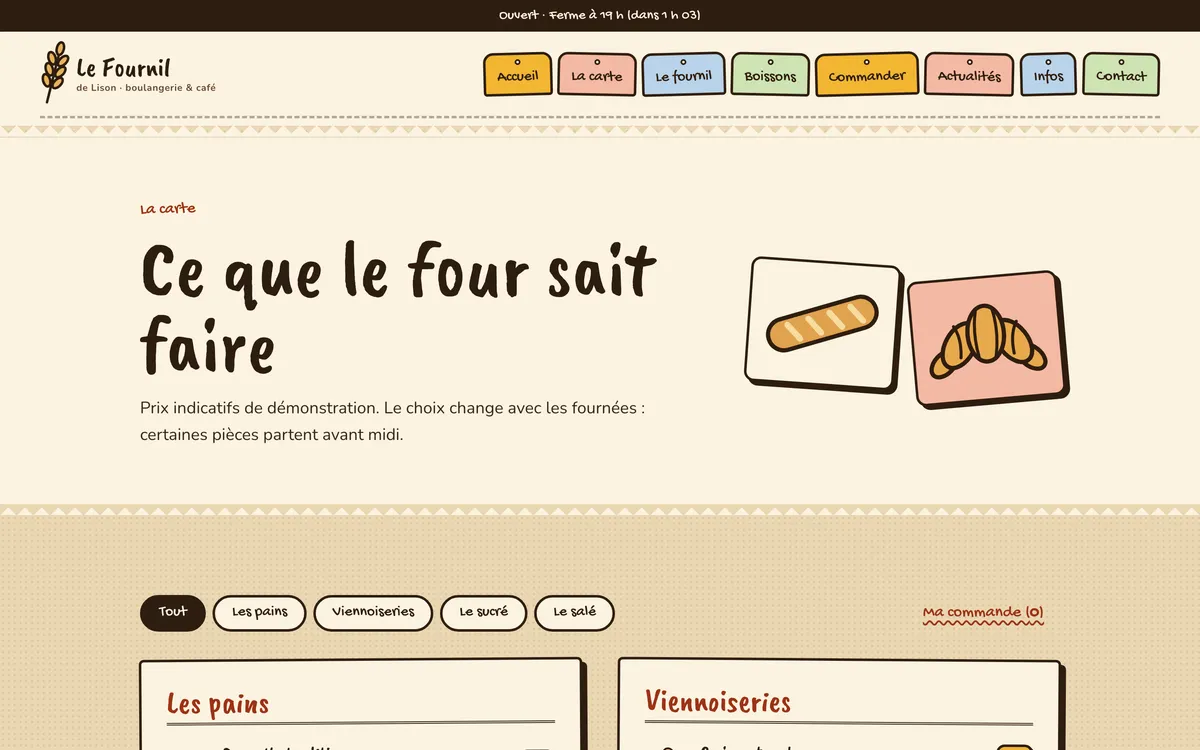 Ouvert · Ferme à 19 h (dans 1 h 03)
Le Fournil
de Lison · boulangerie & café
Accueil
La carte
Le fournil
Boissons
Commander
Actualités
Infos
Contact
La carte
Ce que le four sait
faire
Prix indicatifs de démonstration. Le choix change avec les fournées :
certaines pièces partent avant midi.
Tout
Les pains
Viennoiseries
Le sucré
Le salé
Ma commande (0)
Les pains
Viennoiseries